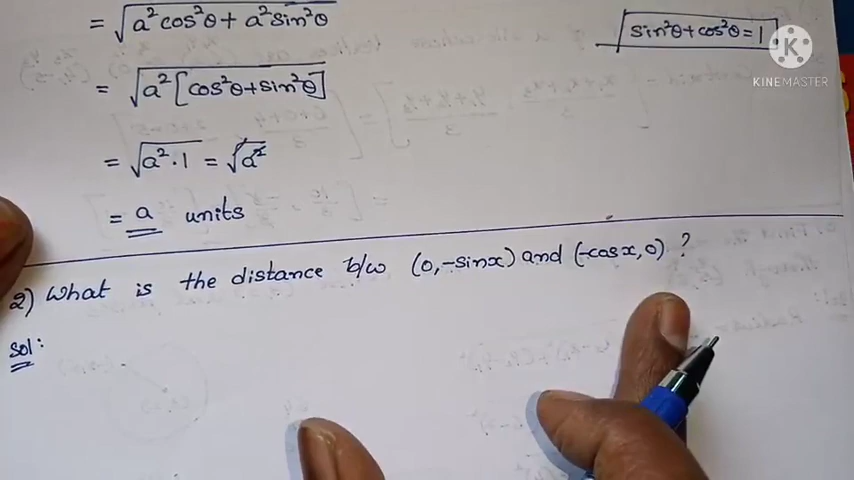 = √a²cos²θ + a²sin²θ
sin²θ+cos²θ=1
= √a²[cos²θ+sin²θ]
KINEMASTER
= √a²·1 = √a²
= a units
2) What is the distance b/w (0,-sinx) and (-cosx,0) ?
Sol: